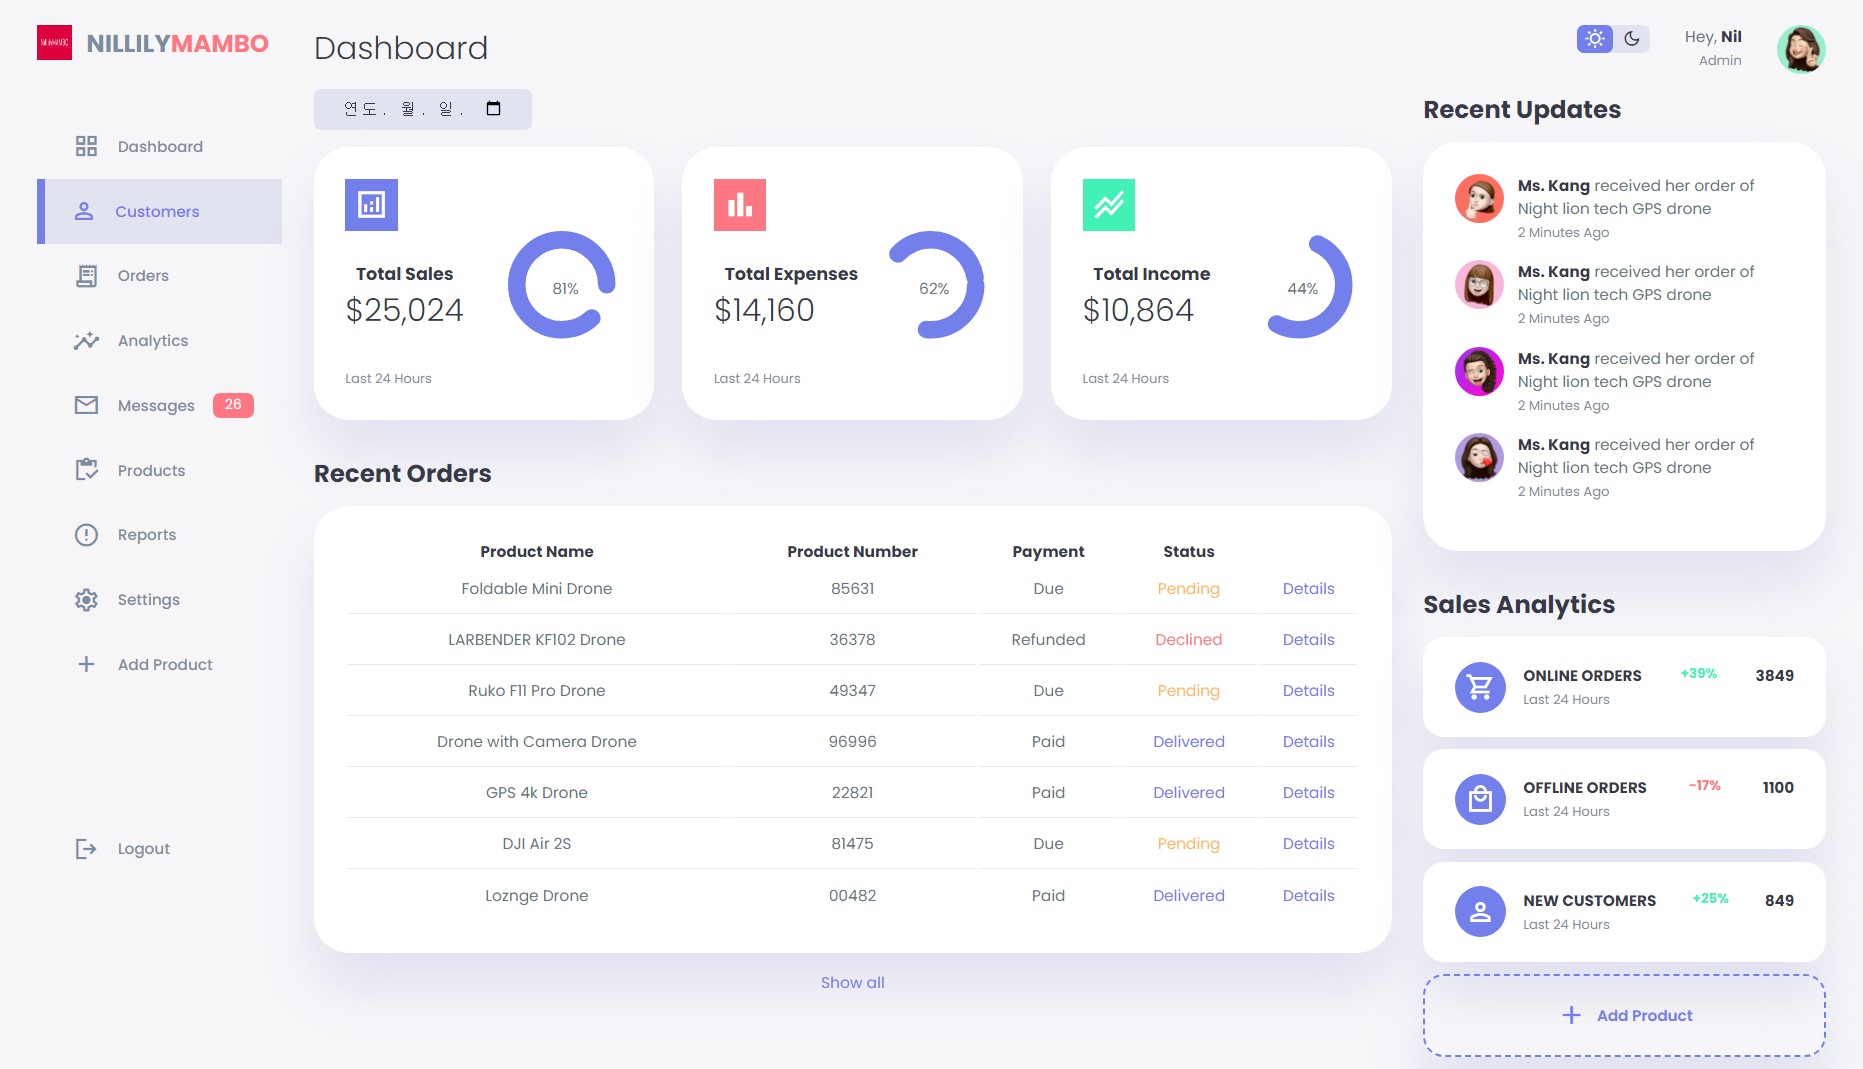 NILLILYMAMBO
Dashboard
Customers
Orders
Analytics
Messages 26
Products
Reports
Settings
Add Product
Logout
Dashboard
연도. 월. 일.
Total Sales
$25,024
81%
Last 24 Hours
Total Expenses
$14,160
62%
Last 24 Hours
Total Income
$10,864
44%
Last 24 Hours
Recent Orders
Product Name Product Number Payment Status
Foldable Mini Drone 85631 Due Pending Details
LARBENDER KF102 Drone 36378 Refunded Declined Details
Ruko F11 Pro Drone 49347 Due Pending Details
Drone with Camera Drone 96996 Paid Delivered Details
GPS 4k Drone 22821 Paid Delivered Details
DJI Air 2S 81475 Due Pending Details
Loznge Drone 00482 Paid Delivered Details
Show all
Hey, Nil
Admin
Recent Updates
Ms. Kang received her order of
Night lion tech GPS drone
2 Minutes Ago
Ms. Kang received her order of
Night lion tech GPS drone
2 Minutes Ago
Ms. Kang received her order of
Night lion tech GPS drone
2 Minutes Ago
Ms. Kang received her order of
Night lion tech GPS drone
2 Minutes Ago
Sales Analytics
ONLINE ORDERS +39% 3849
Last 24 Hours
OFFLINE ORDERS -17% 1100
Last 24 Hours
NEW CUSTOMERS +25% 849
Last 24 Hours
Add Product